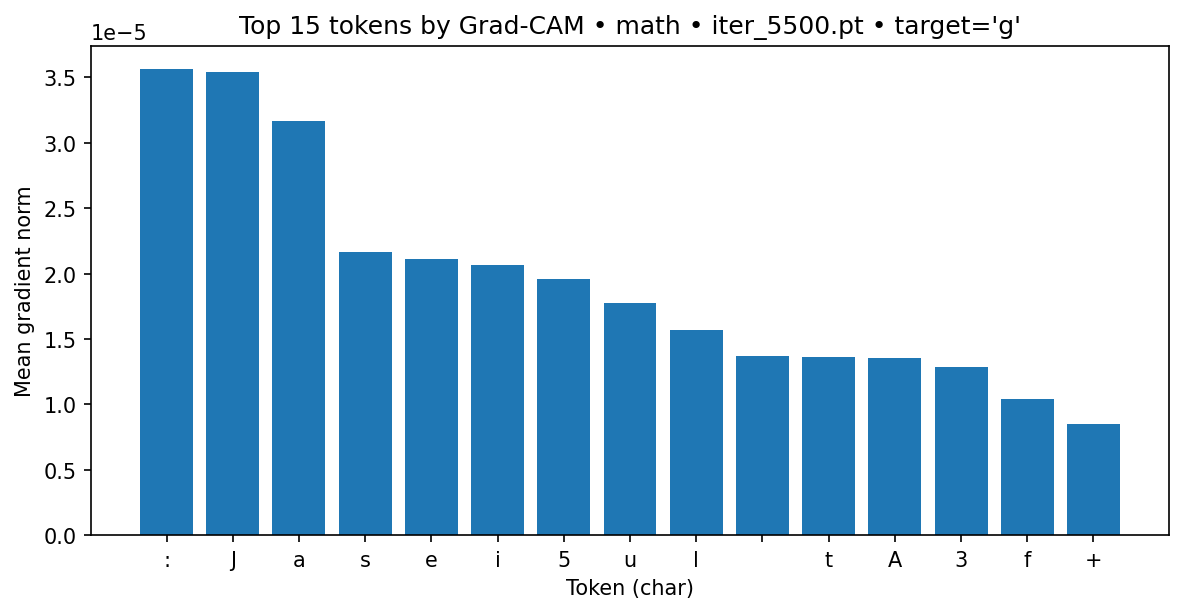 Top 15 tokens by Grad-CAM • math • iter_5500.pt • target='g'
1e−5
3.5
3.0
2.5
2.0
1.5
1.0
0.5
0.0
Mean gradient norm
: J a s e i 5 u l t A 3 f +
Token (char)